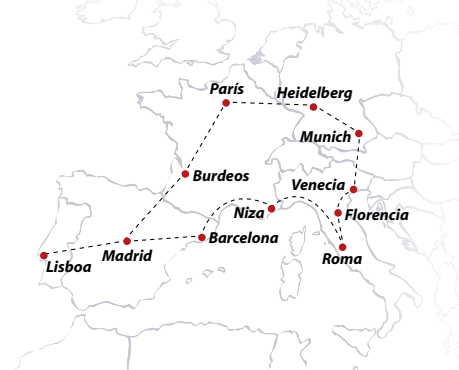 París
Heidelberg
Munich
Burdeos
Venecia
Niza
Florencia
Barcelona
Madrid
Roma
Lisboa